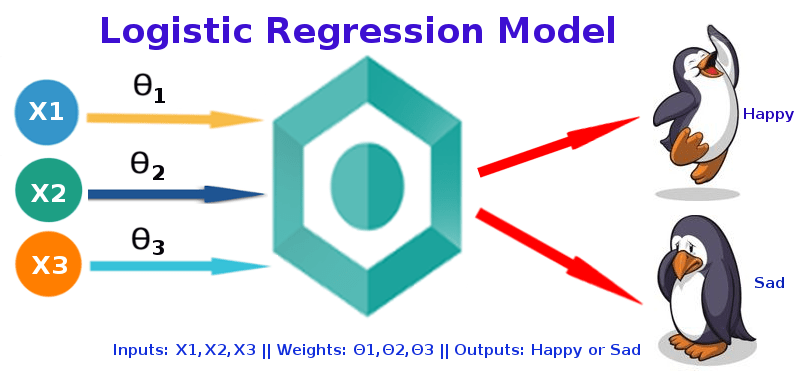 Logistic Regression Model
X1
θ1
X2
θ2
X3
θ3
Happy
Sad
Inputs: X1,X2,X3 || Weights: Θ1,Θ2,Θ3 || Outputs: Happy or Sad